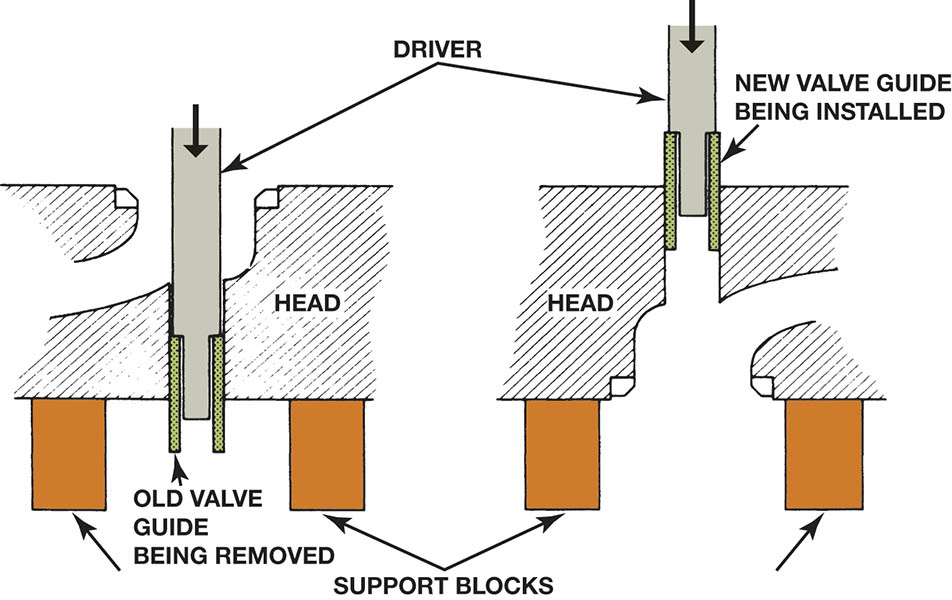 DRIVER
NEW VALVE GUIDE
BEING INSTALLED
HEAD
HEAD
OLD VALVE
GUIDE
BEING REMOVED
SUPPORT BLOCKS